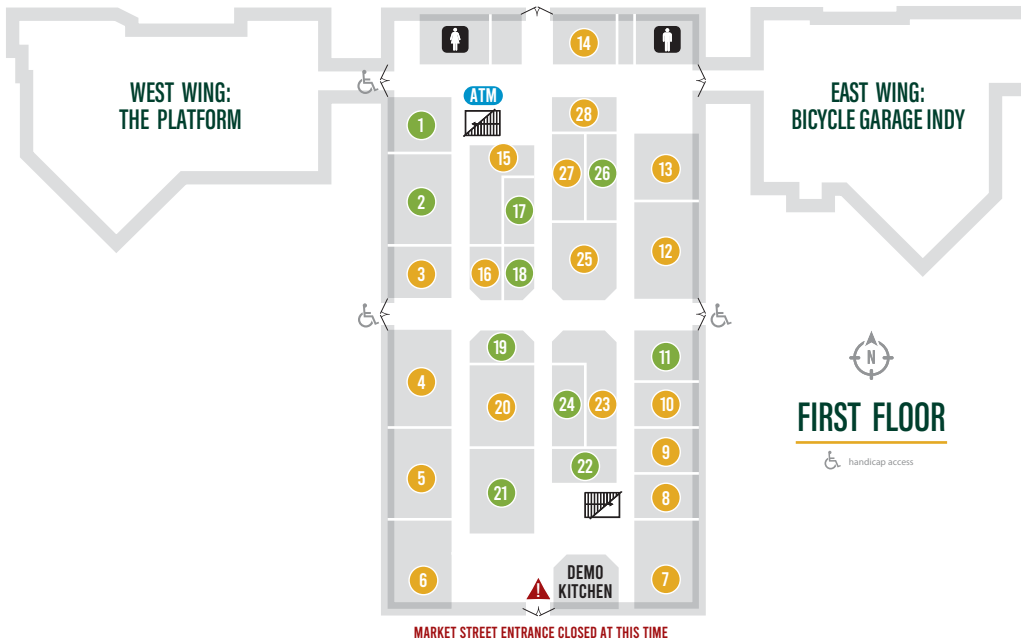 14
WEST WING:
THE PLATFORM
ATM
EAST WING:
BICYCLE GARAGE INDY
1
28
15
27
26
13
2
17
3
16
18
25
12
19
11
4
20
24
23
10
N
FIRST FLOOR
handicap access
5
21
22
9
8
6
DEMO
KITCHEN
7
MARKET STREET ENTRANCE CLOSED AT THIS TIME